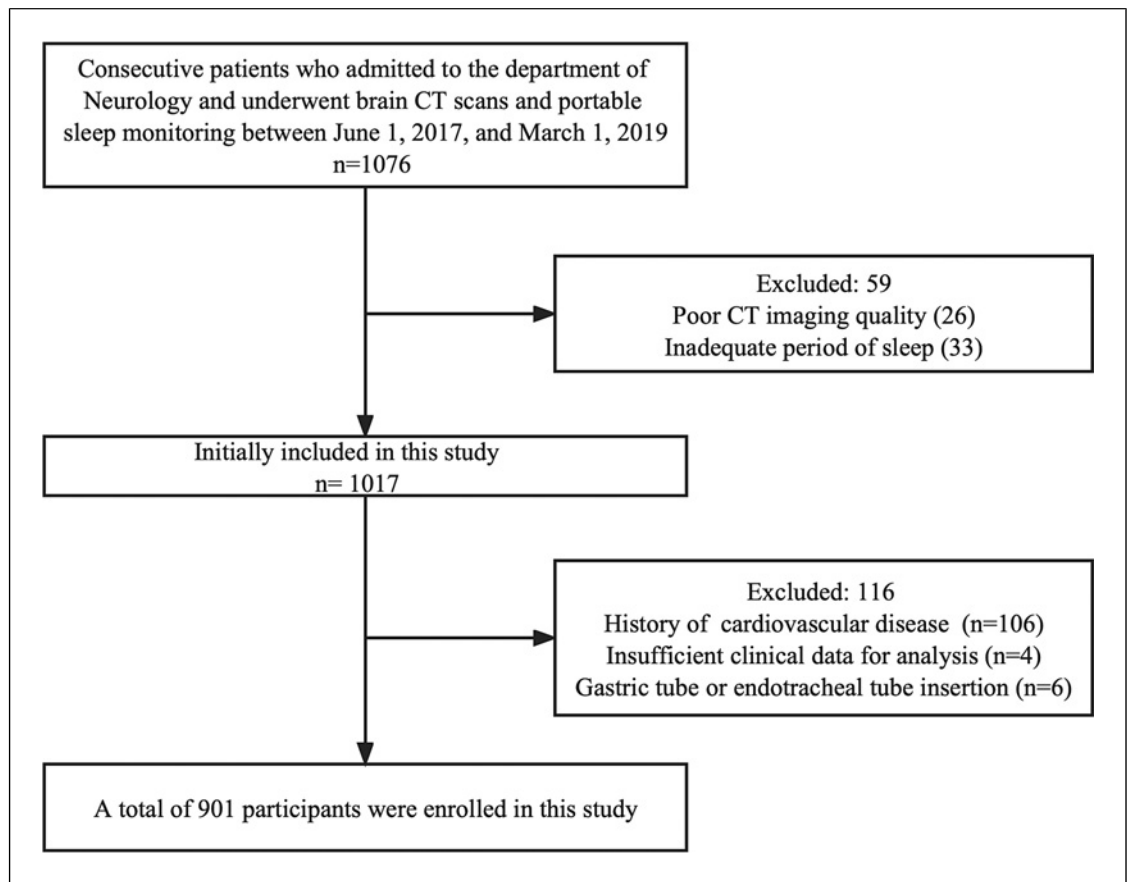 Consecutive patients who admitted to the department of
Neurology and underwent brain CT scans and portable
sleep monitoring between June 1, 2017, and March 1, 2019
n=1076
Excluded: 59
Poor CT imaging quality (26)
Inadequate period of sleep (33)
Initially included in this study
n= 1017
Excluded: 116
History of cardiovascular disease (n=106)
Insufficient clinical data for analysis (n=4)
Gastric tube or endotracheal tube insertion (n=6)
A total of 901 participants were enrolled in this study